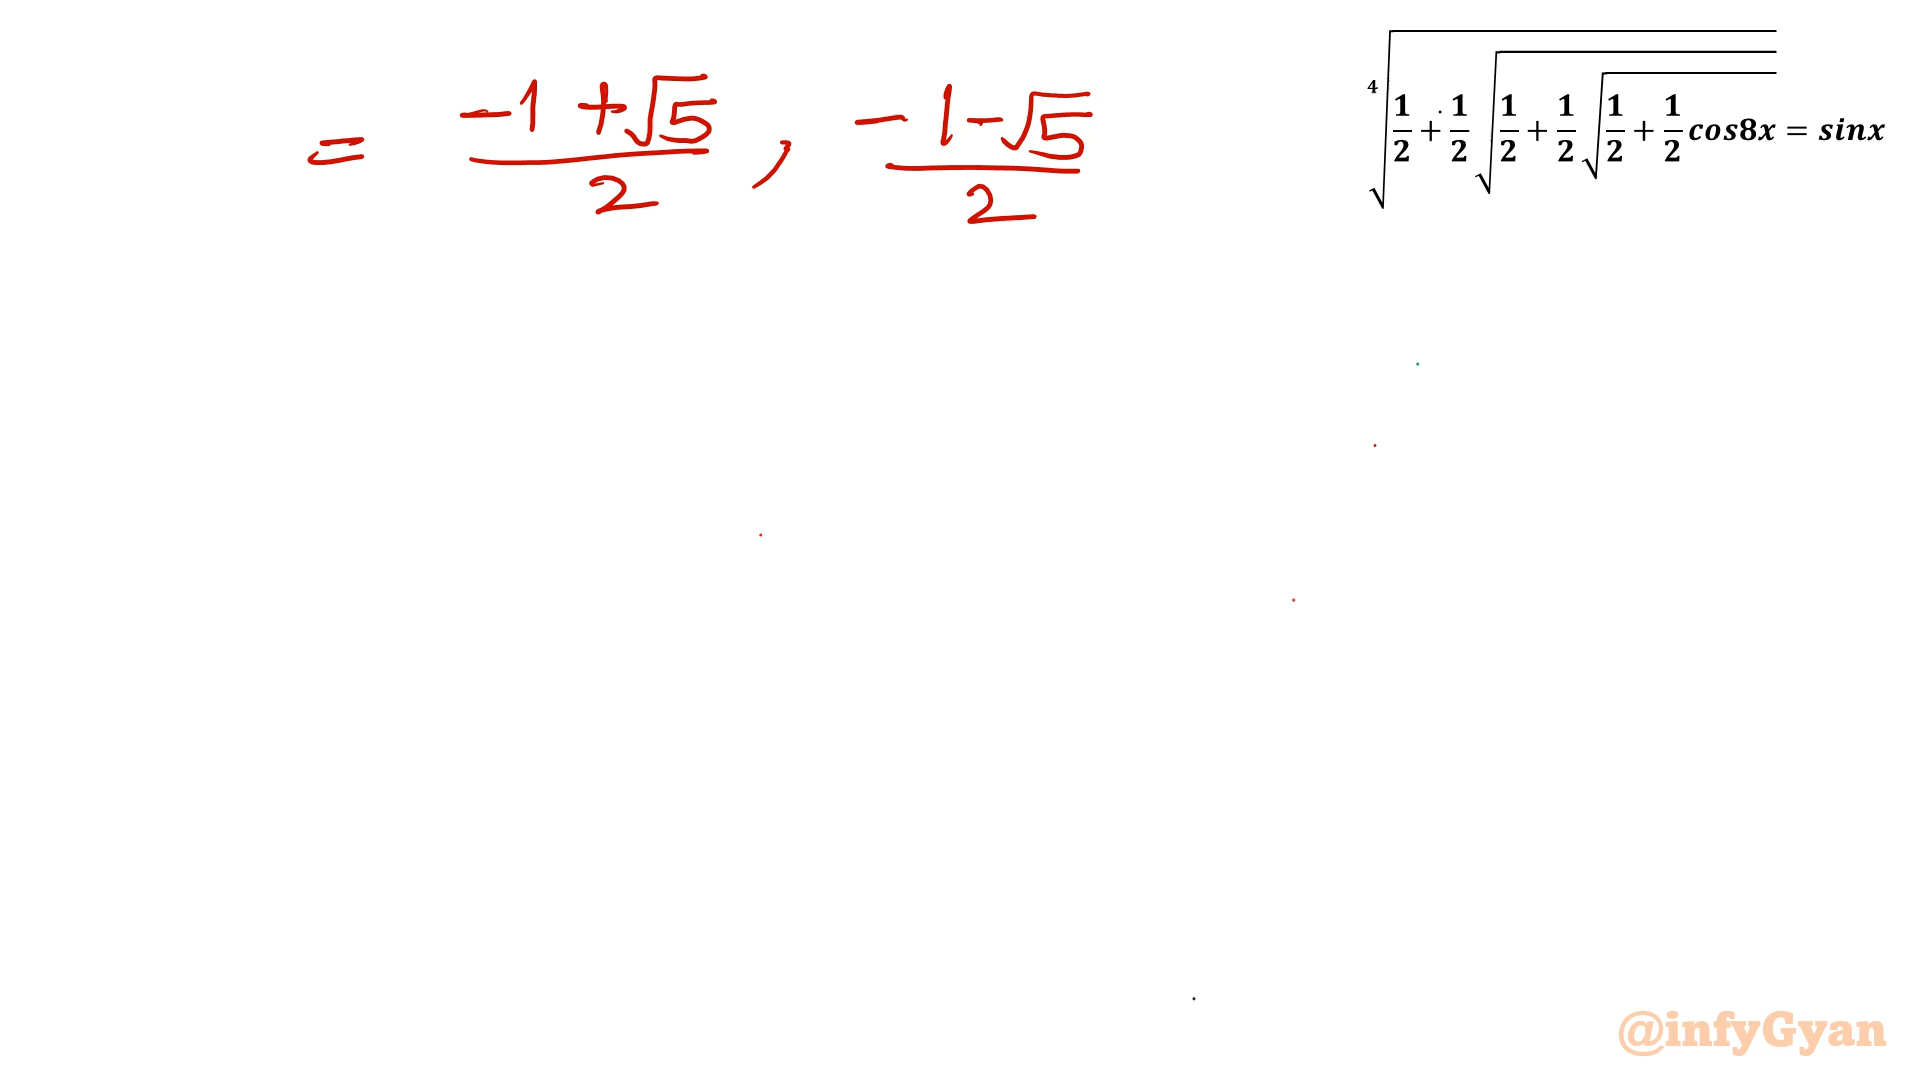 = (-1 + √5)/2 , (-1 - √5)/2
⁴√(1/2 + 1/2 √(1/2 + 1/2 √(1/2 + 1/2 cos8x))) = sinx
@infyGyan